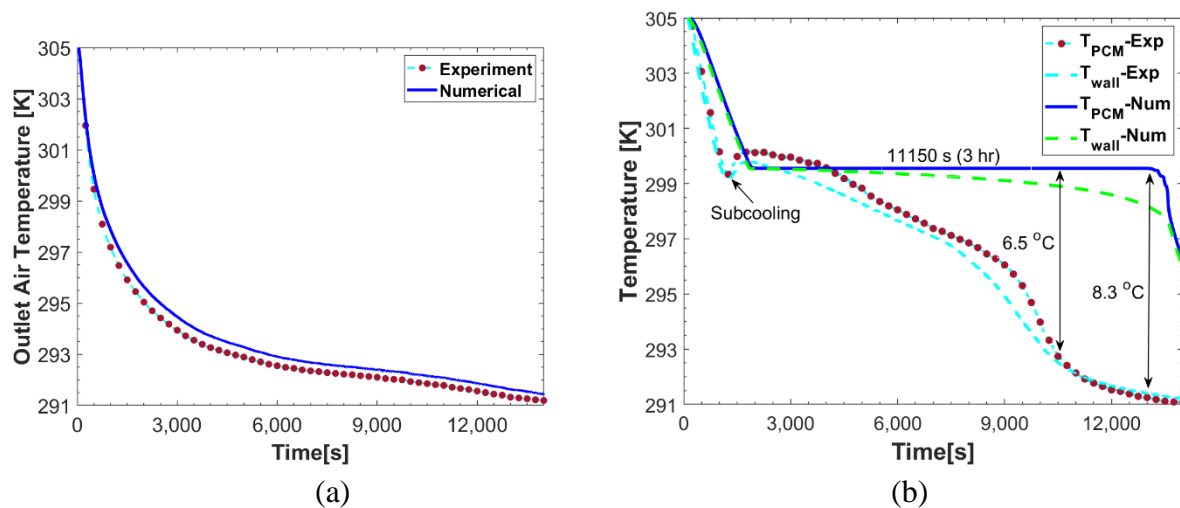 305
303
301
299
297
295
293
291
Outlet Air Temperature [K]
Experiment
Numerical
0
3,000
6,000
9,000
12,000
Time[s]
(a)
305
303
301
299
297
295
293
291
Temperature [K]
T_PCM-Exp
T_wall-Exp
T_PCM-Num
T_wall-Num
11150 s (3 hr)
Subcooling
6.5 °C
8.3 °C
0
3,000
6,000
9,000
12,000
Time[s]
(b)